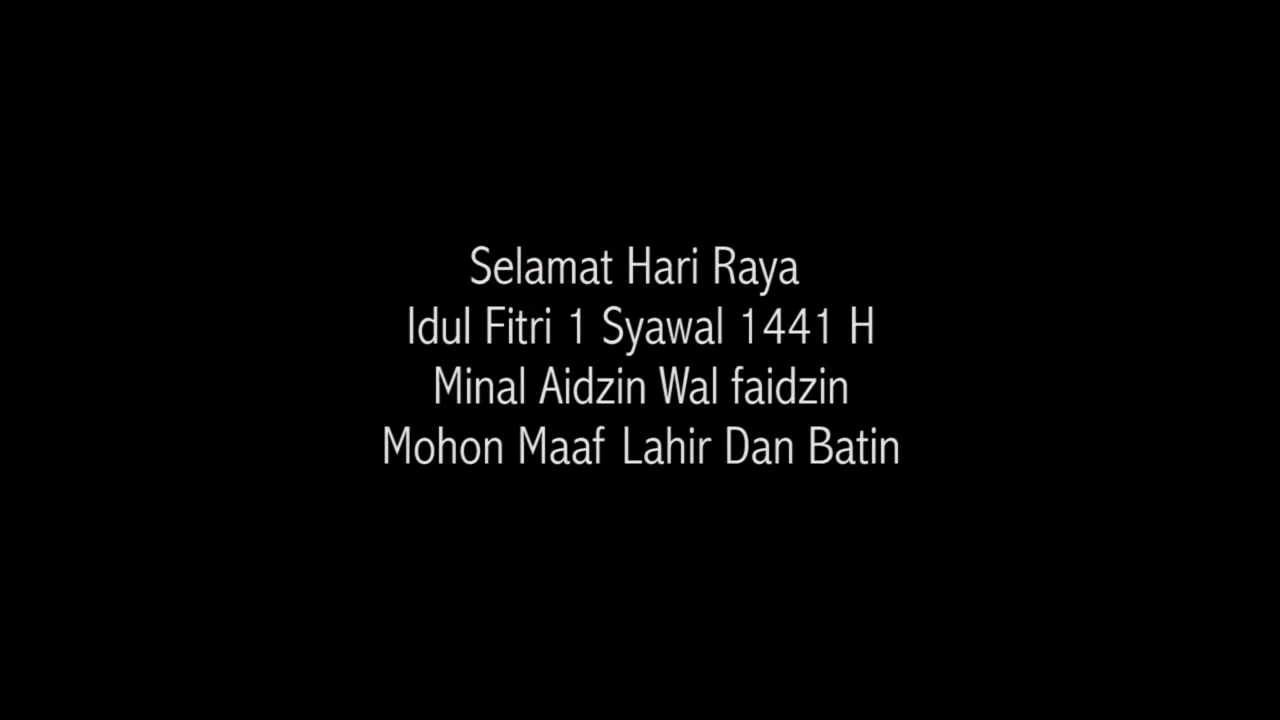 Selamat Hari Raya
Idul Fitri 1 Syawal 1441 H
Minal Aidzin Wal faidzin
Mohon Maaf Lahir Dan Batin